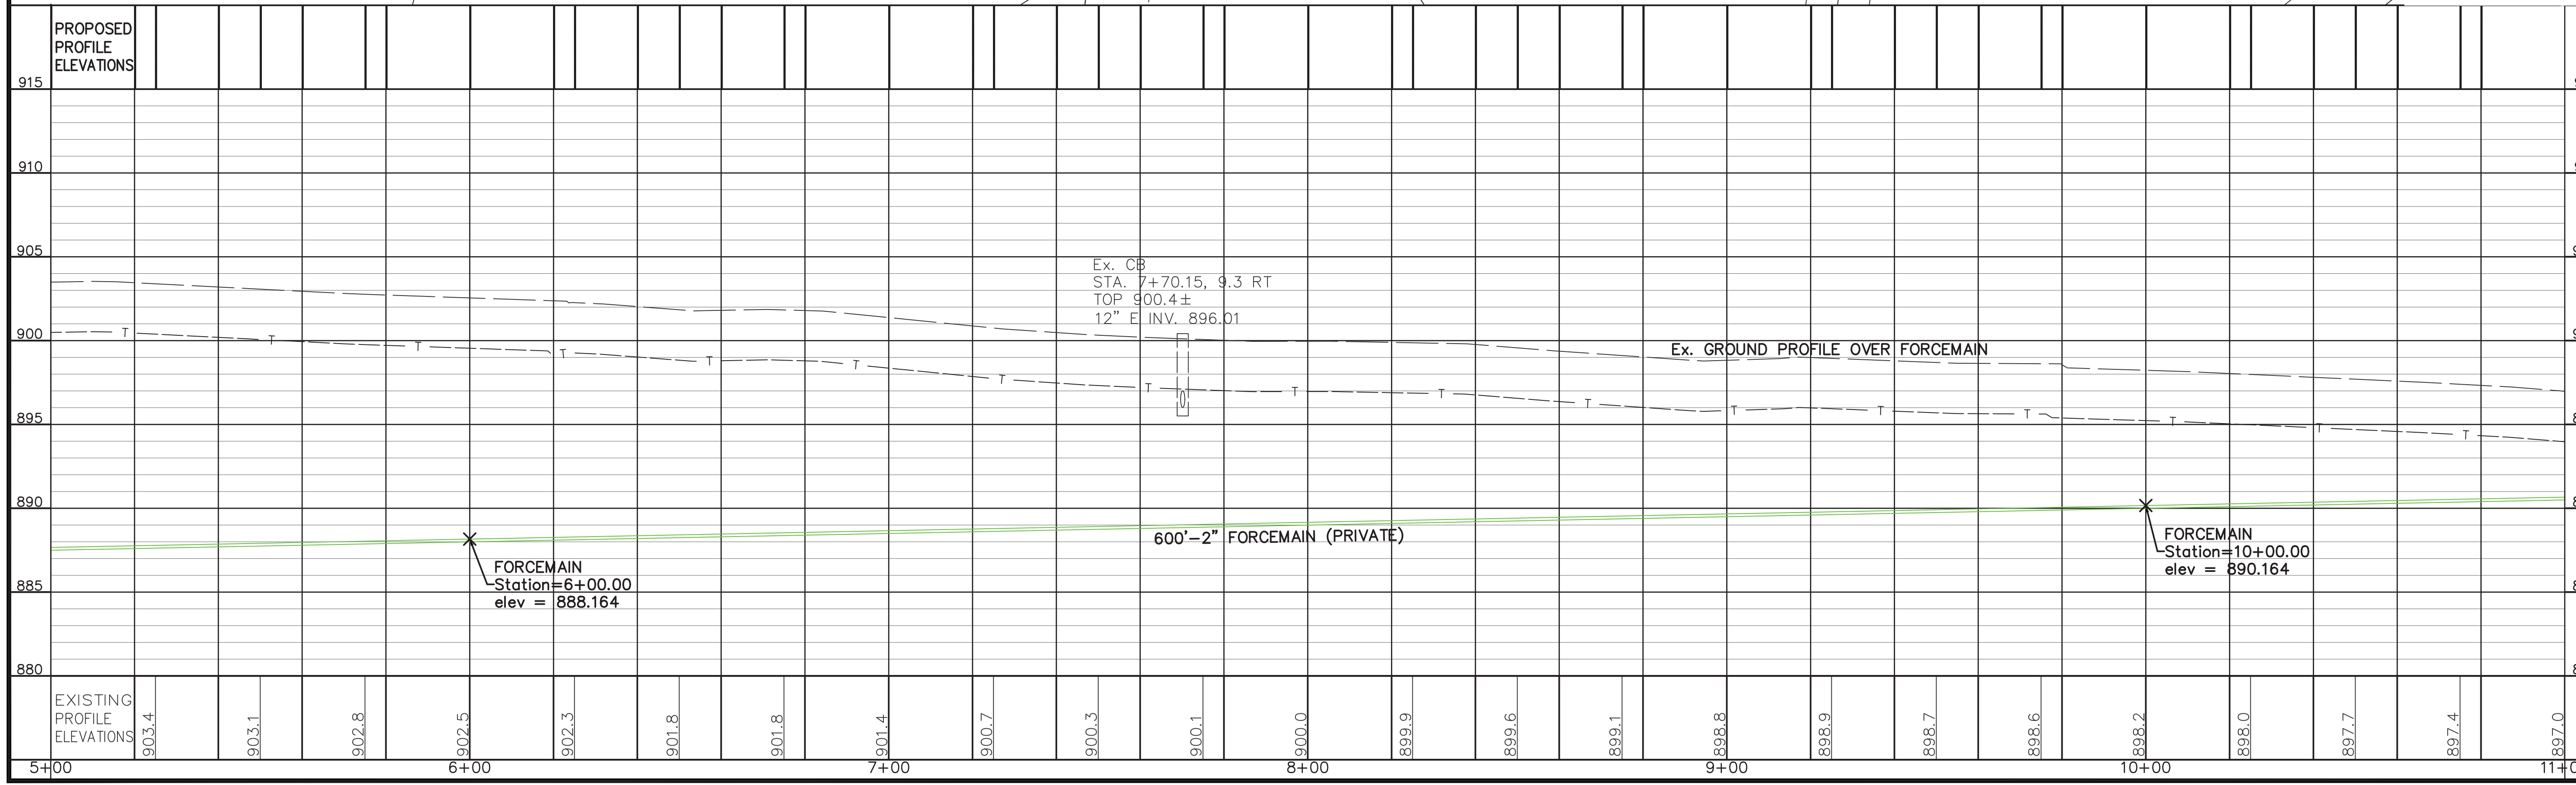 PROPOSED
PROFILE
ELEVATIONS
915
910
905
900
895
890
885
880
Ex. CB
STA. 7+70.15, 9.3 RT
TOP 900.4±
12" E INV. 896.01
Ex. GROUND PROFILE OVER FORCEMAIN
T T T T T T T T T T T T T T T T T
600'-2" FORCEMAIN (PRIVATE)
FORCEMAIN
Station=6+00.00
elev = 888.164
FORCEMAIN
Station=10+00.00
elev = 890.164
EXISTING
PROFILE
ELEVATIONS
903.4
903.1
902.8
902.5
902.3
901.8
901.8
901.4
900.7
900.3
900.1
900.0
899.9
899.6
899.1
898.8
898.9
898.7
898.6
898.2
898.0
897.7
897.4
897.0
5+00 6+00 7+00 8+00 9+00 10+00